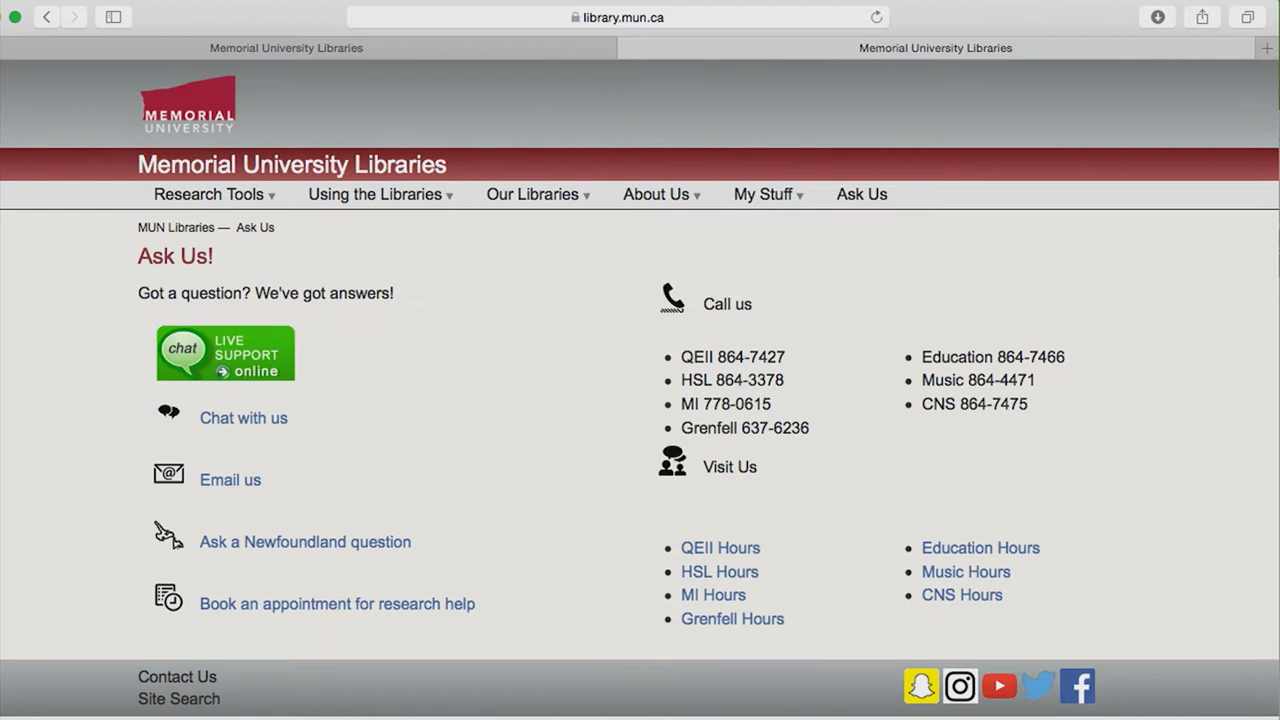 library.mun.ca
Memorial University Libraries
Memorial University Libraries
MEMORIAL
UNIVERSITY
Memorial University Libraries
Research Tools
Using the Libraries
Our Libraries
About Us
My Stuff
Ask Us
MUN Libraries — Ask Us
Ask Us!
Got a question? We've got answers!
chat
LIVE
SUPPORT
online
Chat with us
Email us
Ask a Newfoundland question
Book an appointment for research help
Call us
QEII 864-7427
HSL 864-3378
MI 778-0615
Grenfell 637-6236
Education 864-7466
Music 864-4471
CNS 864-7475
Visit Us
QEII Hours
HSL Hours
MI Hours
Grenfell Hours
Education Hours
Music Hours
CNS Hours
Contact Us
Site Search